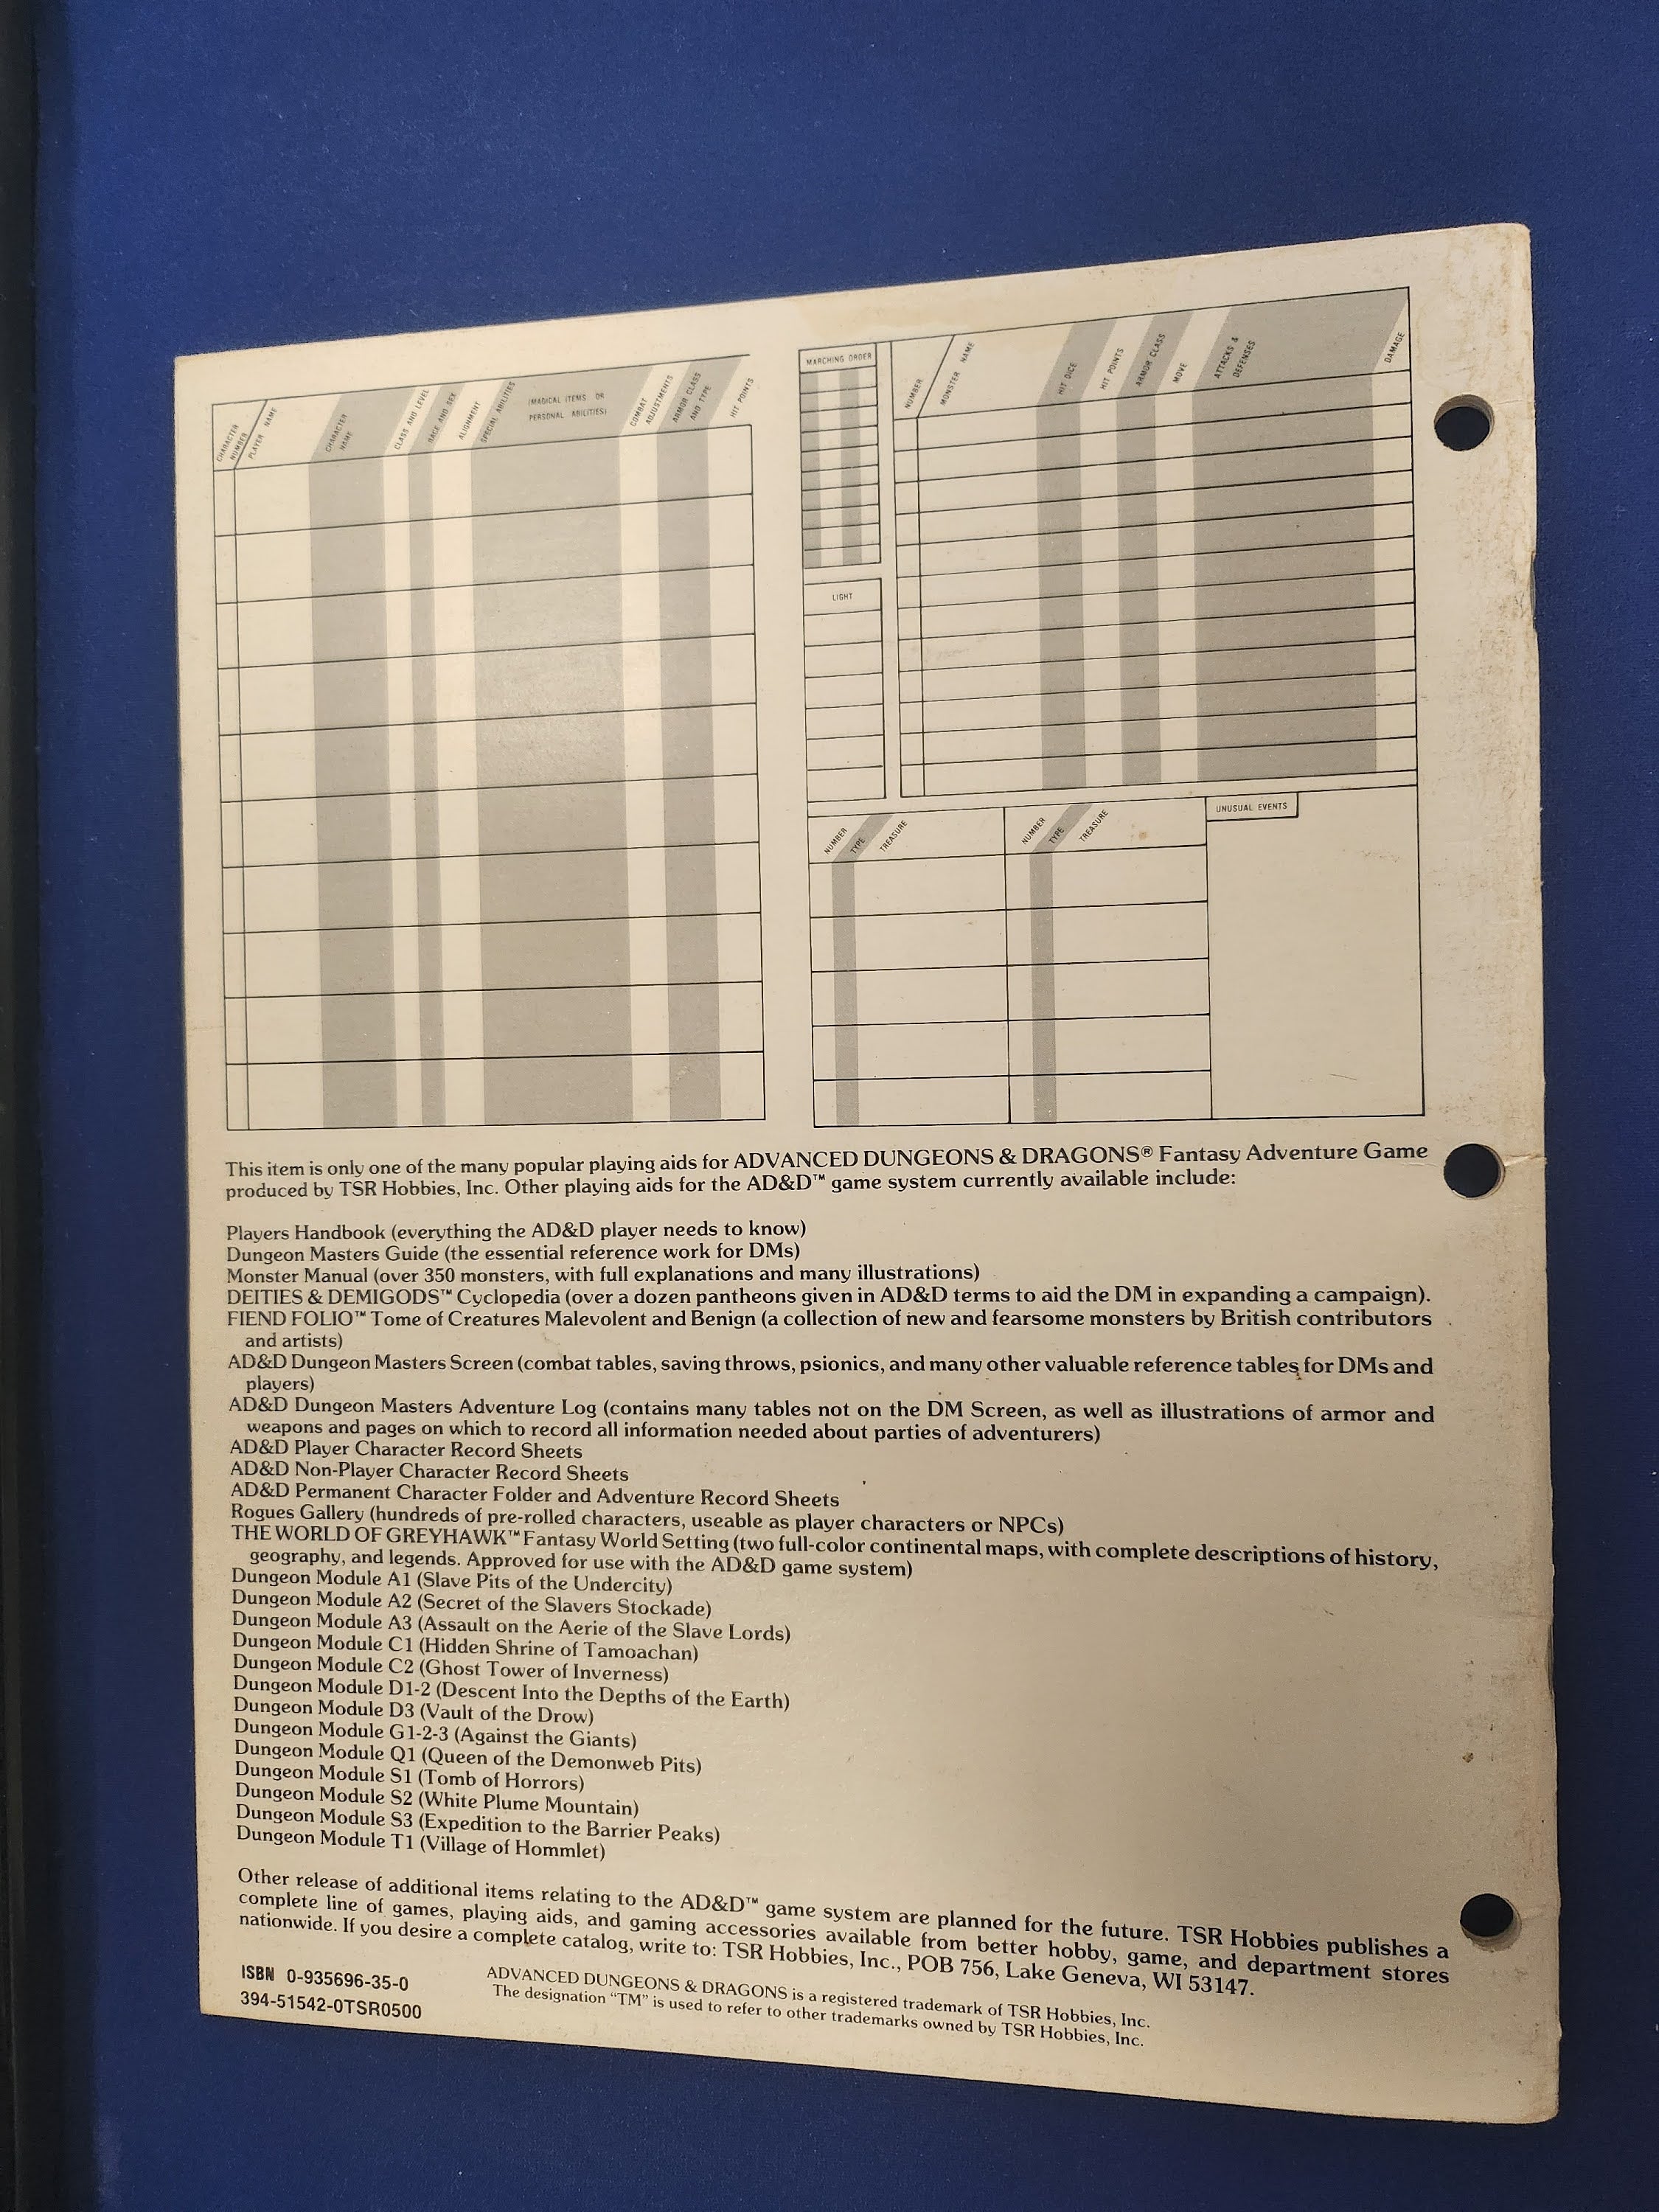 CHARACTER
NUMBER
PLAYER NAME
CHARACTER
NAME
CLASS AND LEVEL
RACE AND SEX
ALIGNMENT
SPECIAL ABILITIES
(MAGICAL ITEMS OR
PERSONAL ABILITIES)
COMBAT
ADJUSTMENTS
ARMOR CLASS
AND TYPE
HIT POINTS
MARCHING ORDER
LIGHT
NUMBER
MONSTER NAME
HIT DICE
HIT POINTS
ARMOR CLASS
MOVE
ATTACKS &
DEFENSES
DAMAGE
NUMBER
TYPE
TREASURE
NUMBER
TYPE
TREASURE
UNUSUAL EVENTS
This item is only one of the many popular playing aids for ADVANCED DUNGEONS & DRAGONS® Fantasy Adventure Game
produced by TSR Hobbies, Inc. Other playing aids for the AD&D™ game system currently available include:
Players Handbook (everything the AD&D player needs to know)
Dungeon Masters Guide (the essential reference work for DMs)
Monster Manual (over 350 monsters, with full explanations and many illustrations)
DEITIES & DEMIGODS™ Cyclopedia (over a dozen pantheons given in AD&D terms to aid the DM in expanding a campaign).
FIEND FOLIO™ Tome of Creatures Malevolent and Benign (a collection of new and fearsome monsters by British contributors
and artists)
AD&D Dungeon Masters Screen (combat tables, saving throws, psionics, and many other valuable reference tables for DMs and
players)
AD&D Dungeon Masters Adventure Log (contains many tables not on the DM Screen, as well as illustrations of armor and
weapons and pages on which to record all information needed about parties of adventurers)
AD&D Player Character Record Sheets
AD&D Non-Player Character Record Sheets
AD&D Permanent Character Folder and Adventure Record Sheets
Rogues Gallery (hundreds of pre-rolled characters, useable as player characters or NPCs)
THE WORLD OF GREYHAWK™ Fantasy World Setting (two full-color continental maps, with complete descriptions of history,
geography, and legends. Approved for use with the AD&D game system)
Dungeon Module A1 (Slave Pits of the Undercity)
Dungeon Module A2 (Secret of the Slavers Stockade)
Dungeon Module A3 (Assault on the Aerie of the Slave Lords)
Dungeon Module C1 (Hidden Shrine of Tamoachan)
Dungeon Module C2 (Ghost Tower of Inverness)
Dungeon Module D1-2 (Descent Into the Depths of the Earth)
Dungeon Module D3 (Vault of the Drow)
Dungeon Module G1-2-3 (Against the Giants)
Dungeon Module Q1 (Queen of the Demonweb Pits)
Dungeon Module S1 (Tomb of Horrors)
Dungeon Module S2 (White Plume Mountain)
Dungeon Module S3 (Expedition to the Barrier Peaks)
Dungeon Module T1 (Village of Hommlet)
Other release of additional items relating to the AD&D™ game system are planned for the future. TSR Hobbies publishes a
complete line of games, playing aids, and gaming accessories available from better hobby, game, and department stores
nationwide. If you desire a complete catalog, write to: TSR Hobbies, Inc., POB 756, Lake Geneva, WI 53147.
ISBN 0-935696-35-0
394-51542-0TSR0500
ADVANCED DUNGEONS & DRAGONS is a registered trademark of TSR Hobbies, Inc.
The designation “TM” is used to refer to other trademarks owned by TSR Hobbies, Inc.